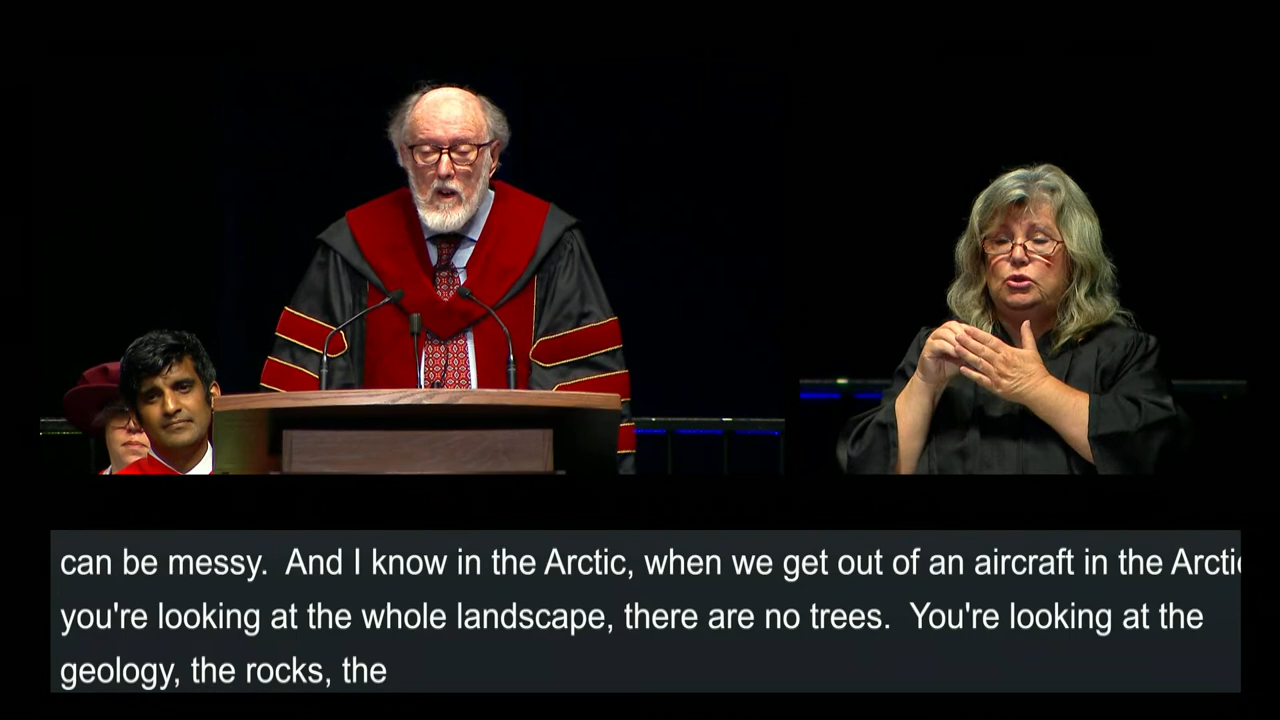 can be messy.  And I know in the Arctic, when we get out of an aircraft in the Arctic
you're looking at the whole landscape, there are no trees.  You're looking at the
geology, the rocks, the